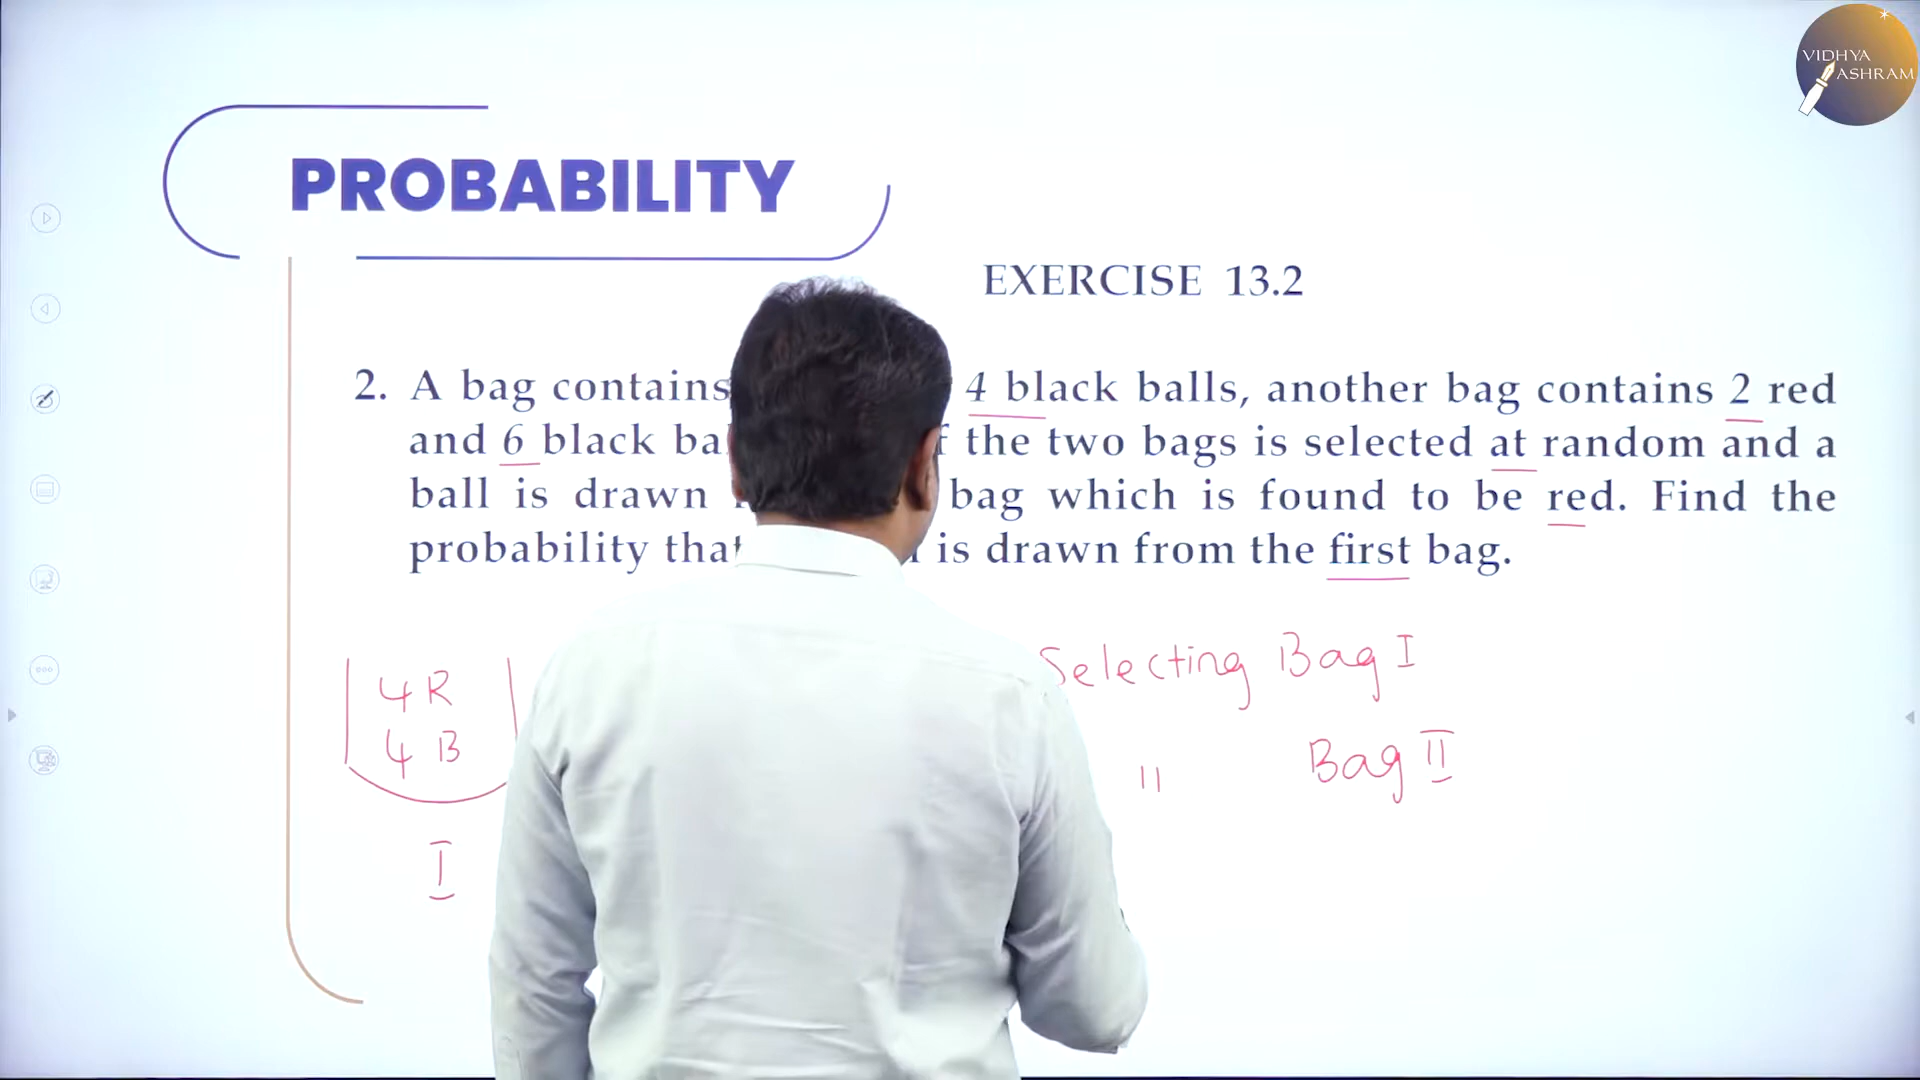 VIDHYA
ASHRAM
PROBABILITY
EXERCISE 13.2
2. A bag contains 4 black balls, another bag contains 2 red
and 6 black the two bags is selected at random and a
ball is drawn bag which is found to be red. Find the
probability is drawn from the first bag.
Selecting Bag I
4 R
4 B
" Bag II
I